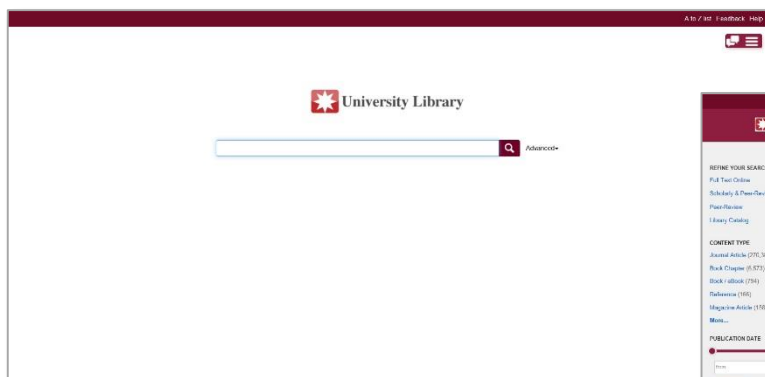 A to Z list Feedback Help
University Library
Advanced
REFINE YOUR SEARC
Full Text Online
Scholarly & Peer-Rev
Peer-Review
Library Catalog
CONTENT TYPE
Journal Article (270,3
Book Chapter (6,573)
Book / eBook (794)
Reference (166)
Magazine Article (158
More...
PUBLICATION DATE